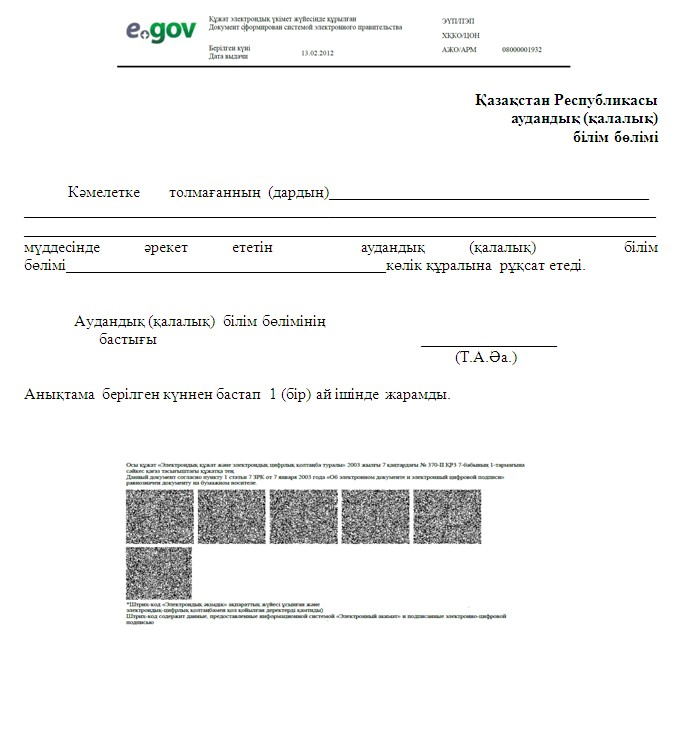 e.gov
Құжат электрондық үкімет жүйесінде құрылған
Документ сформирован системой электронного правительства
Берілген күні
Дата выдачи
13.02.2012
ЭҮП/ПЭП
ХҚКО/ЦОН
АЖО/АРМ 08000001932
Қазақстан Республикасы
аудандық (қалалық)
білім бөлімі
Кәмелетке толмағанның (дардың)
мүддесінде әрекет ететін аудандық (қалалық) білім
бөлімі көлік құралына рұқсат етеді.
Аудандық (қалалық) білім бөлімінің
бастығы
(Т.А.Әа.)
Анықтама берілген күннен бастап 1 (бір) ай ішінде жарамды.
Осы құжат «Электрондық құжат және электрондық цифрлық қолтаңба туралы» 2003 жылғы 7 қаңтардағы № 370-II ҚРЗ 7-бабының 1-тармағына
сәйкес қағаз тасығыштағы құжатқа тең.
Данный документ согласно пункту 1 статьи 7 ЗРК от 7 января 2003 года «Об электронном документе и электронный цифровой подписи»
равнозначен документу на бумажном носителе.
*Штрих-код «Электрондық әкімдік» ақпараттық жүйесі ұсынған және
электрондық-цифрлық қолтаңбамен қол қойылған деректерді қамтиды)
Штрих-код содержит данные, предоставленные информационной системой «Электронный акимат» и подписанные электронно-цифровой
подписью